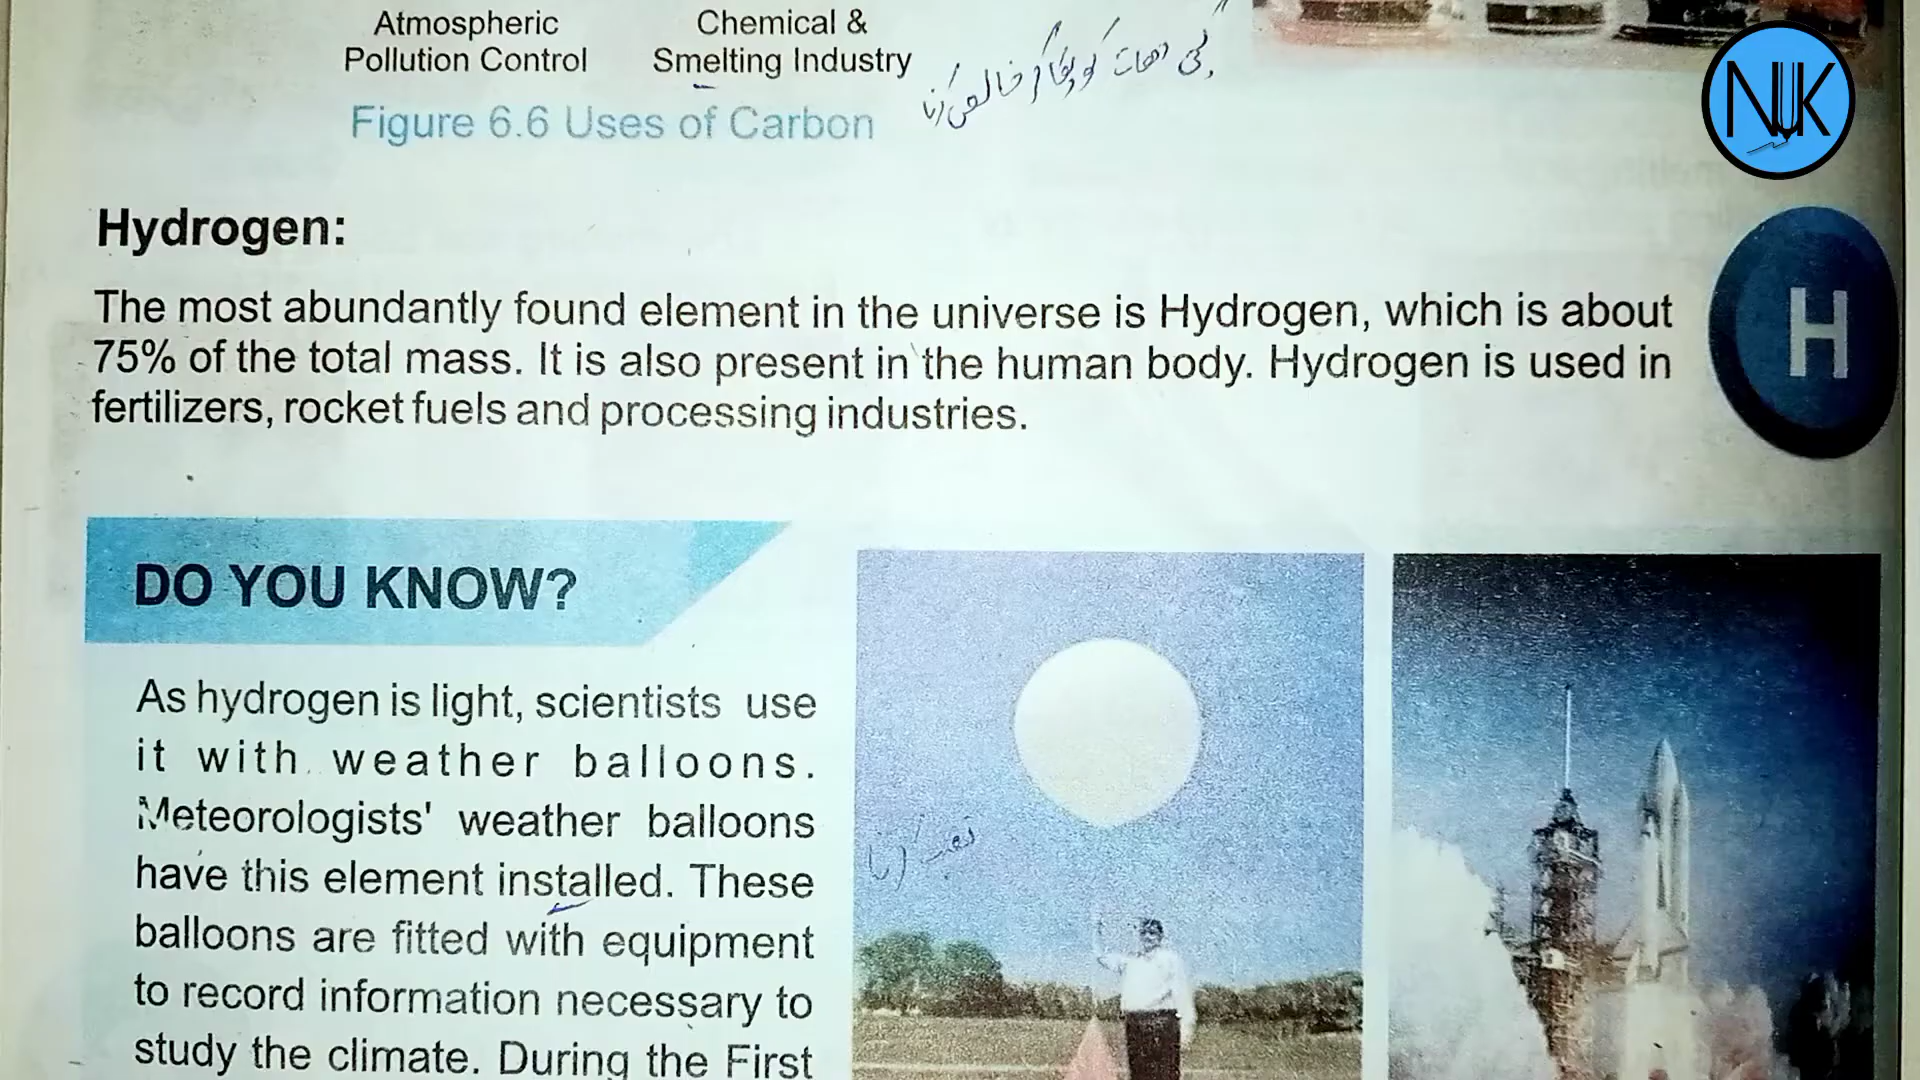 Atmospheric
Pollution Control
Chemical &
Smelting Industry
Figure 6.6 Uses of Carbon
NUK
Hydrogen:
The most abundantly found element in the universe is Hydrogen, which is about
75% of the total mass. It is also present in the human body. Hydrogen is used in
fertilizers, rocket fuels and processing industries.
H
DO YOU KNOW?
As hydrogen is light, scientists use
it with weather balloons.
Meteorologists' weather balloons
have this element installed. These
balloons are fitted with equipment
to record information necessary to
study the climate. During the First